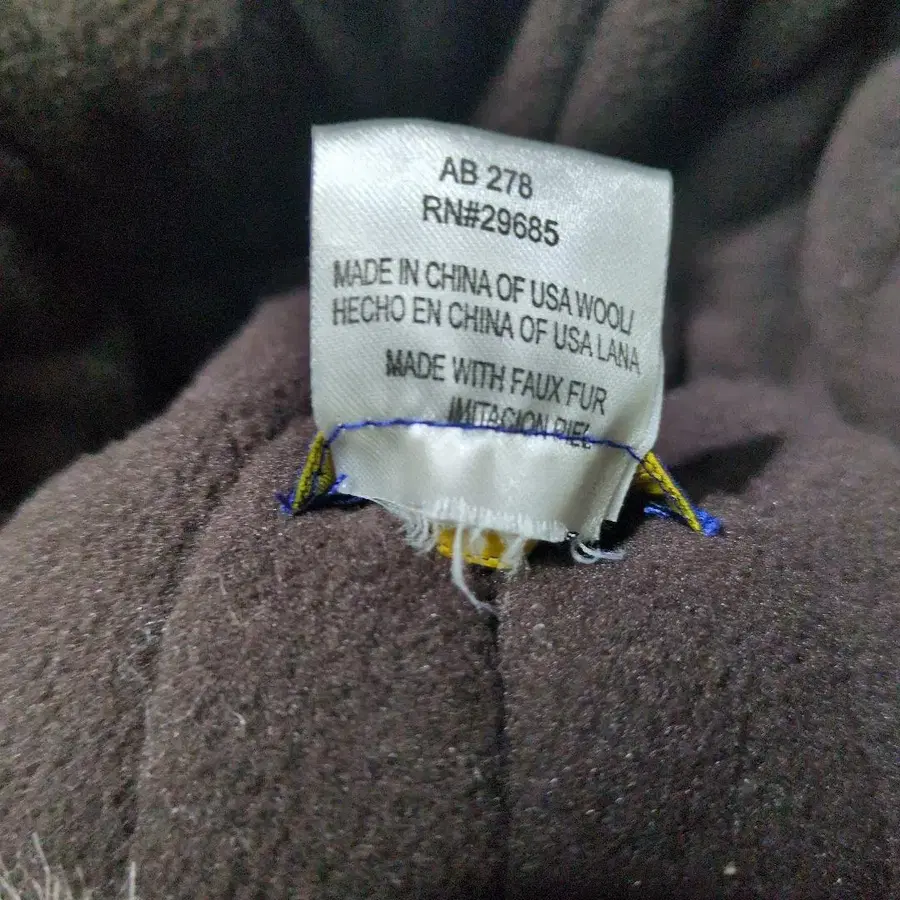 AB 278
RN#29685
MADE IN CHINA OF USA WOOL/
HECHO EN CHINA OF USA LANA
MADE WITH FAUX FUR
IMITACION PIEL